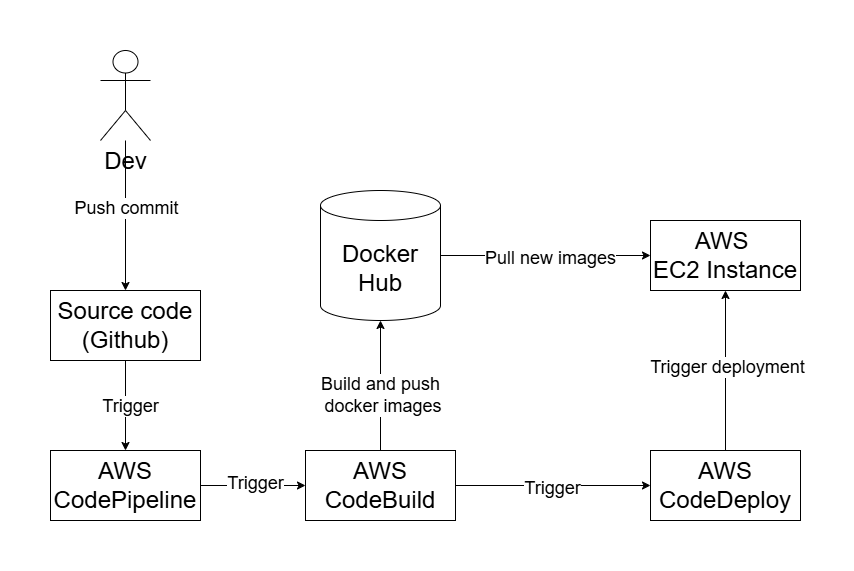 Dev
Push commit
Source code
(Github)
Trigger
AWS
CodePipeline
Trigger
AWS
CodeBuild
Build and push
docker images
Docker
Hub
Pull new images
AWS
EC2 Instance
Trigger deployment
Trigger
AWS
CodeDeploy